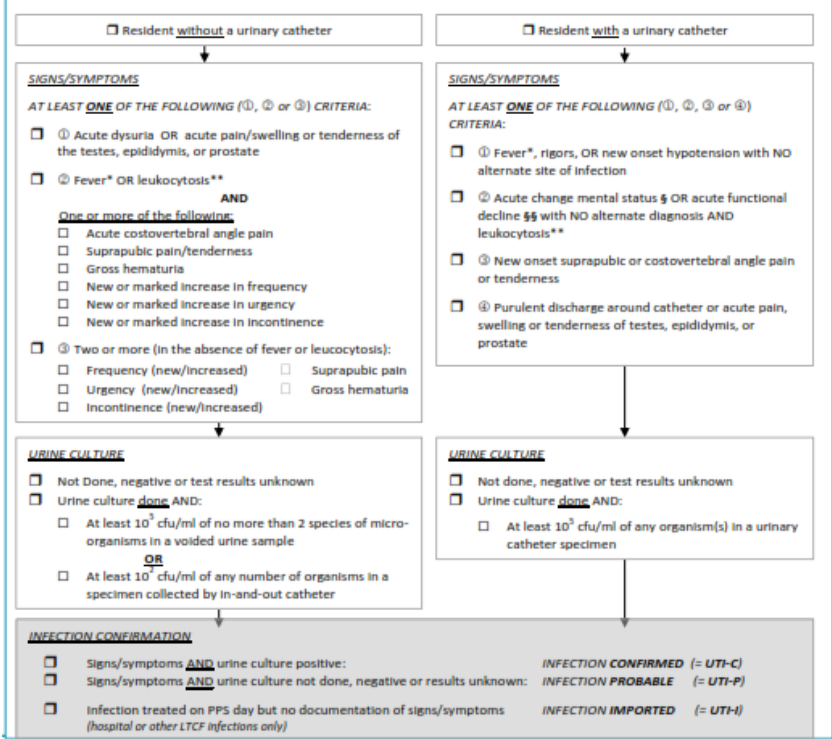 ❒ Resident without a urinary catheter
SIGNS/SYMPTOMS
AT LEAST ONE OF THE FOLLOWING (①, ② or ③) CRITERIA:
❒ ① Acute dysuria OR acute pain/swelling or tenderness of
the testes, epididymis, or prostate
❒ ② Fever* OR leukocytosis**
AND
One or more of the following:
☐ Acute costovertebral angle pain
☐ Suprapubic pain/tenderness
☐ Gross hematuria
☐ New or marked increase in frequency
☐ New or marked increase in urgency
☐ New or marked increase in incontinence
❒ ③ Two or more (in the absence of fever or leucocytosis):
☐ Frequency (new/increased) ☐ Suprapubic pain
☐ Urgency (new/increased) ☐ Gross hematuria
☐ Incontinence (new/increased)
URINE CULTURE
❒ Not Done, negative or test results unknown
❒ Urine culture done AND:
☐ At least 10⁵ cfu/ml of no more than 2 species of micro-
organisms in a voided urine sample
OR
☐ At least 10² cfu/ml of any number of organisms in a
specimen collected by in-and-out catheter
❒ Resident with a urinary catheter
SIGNS/SYMPTOMS
AT LEAST ONE OF THE FOLLOWING (①, ②, ③ or ④)
CRITERIA:
❒ ① Fever*, rigors, OR new onset hypotension with NO
alternate site of infection
❒ ② Acute change mental status § OR acute functional
decline §§ with NO alternate diagnosis AND
leukocytosis**
❒ ③ New onset suprapubic or costovertebral angle pain
or tenderness
❒ ④ Purulent discharge around catheter or acute pain,
swelling or tenderness of testes, epididymis, or
prostate
URINE CULTURE
❒ Not done, negative or test results unknown
❒ Urine culture done AND:
☐ At least 10⁵ cfu/ml of any organism(s) in a urinary
catheter specimen
INFECTION CONFIRMATION
❒ Signs/symptoms AND urine culture positive: INFECTION CONFIRMED (= UTI-C)
❒ Signs/symptoms AND urine culture not done, negative or results unknown: INFECTION PROBABLE (= UTI-P)
❒ Infection treated on PPS day but no documentation of signs/symptoms INFECTION IMPORTED (= UTI-I)
(hospital or other LTCF infections only)